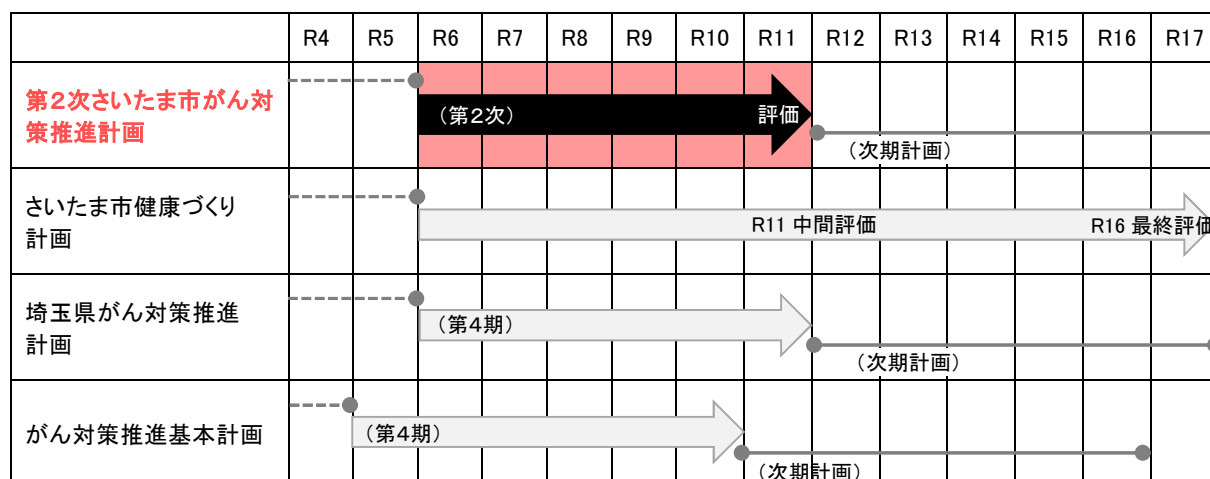 R4 R5 R6 R7 R8 R9 R10 R11 R12 R13 R14 R15 R16 R17
第2次さいたま市がん対
策推進計画
(第2次) 評価
(次期計画)
さいたま市健康づくり
計画
R11 中間評価 R16 最終評価
埼玉県がん対策推進
計画
(第4期)
(次期計画)
がん対策推進基本計画
(第4期)
(次期計画)